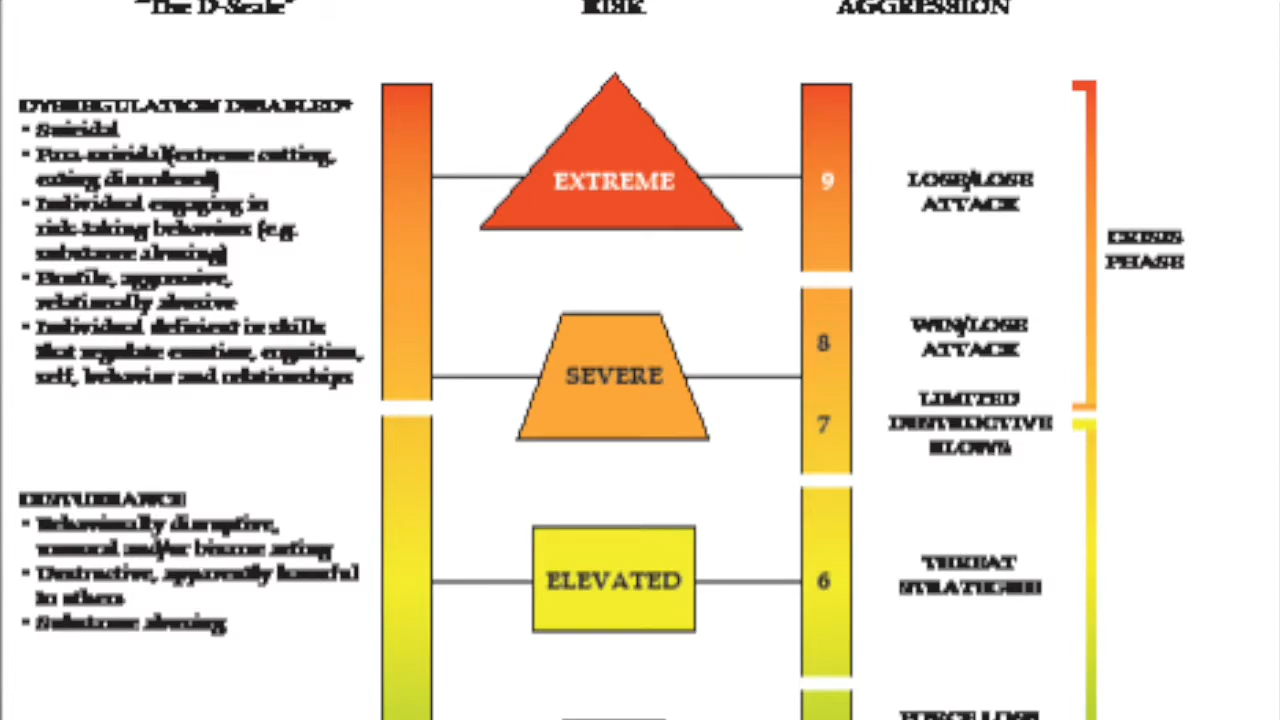 "The D-Scale"
RISK
AGGRESSION
DYSREGULATION DISABLED*
• Suicidal
• Para-suicidal (extreme cutting,
eating disordered)
• Individual engaging in
risk-taking behaviors (e.g.
substance abusing)
• Hostile, aggressive,
relationally abusive
• Individual deficient in skills
that regulate emotion, cognition,
self, behavior and relationships
DISTURBANCE
• Behaviorally disruptive,
unusual and/or bizarre acting
• Destructive, apparently harmful
to others
• Substance abusing
EXTREME
SEVERE
ELEVATED
9
8
7
6
LOSE/LOSE
ATTACK
WIN/LOSE
ATTACK
LIMITED
DESTRUCTIVE
BLOWS
THREAT
STRATEGIES
CRISIS
PHASE